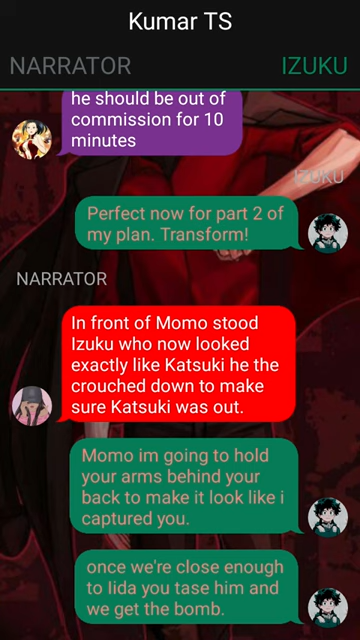 Kumar TS
NARRATOR
IZUKU
he should be out of
commission for 10
minutes
IZUKU
Perfect now for part 2 of
my plan. Transform!
NARRATOR
In front of Momo stood
Izuku who now looked
exactly like Katsuki he the
crouched down to make
sure Katsuki was out.
Momo im going to hold
your arms behind your
back to make it look like i
captured you.
once we're close enough
to Iida you tase him and
we get the bomb.